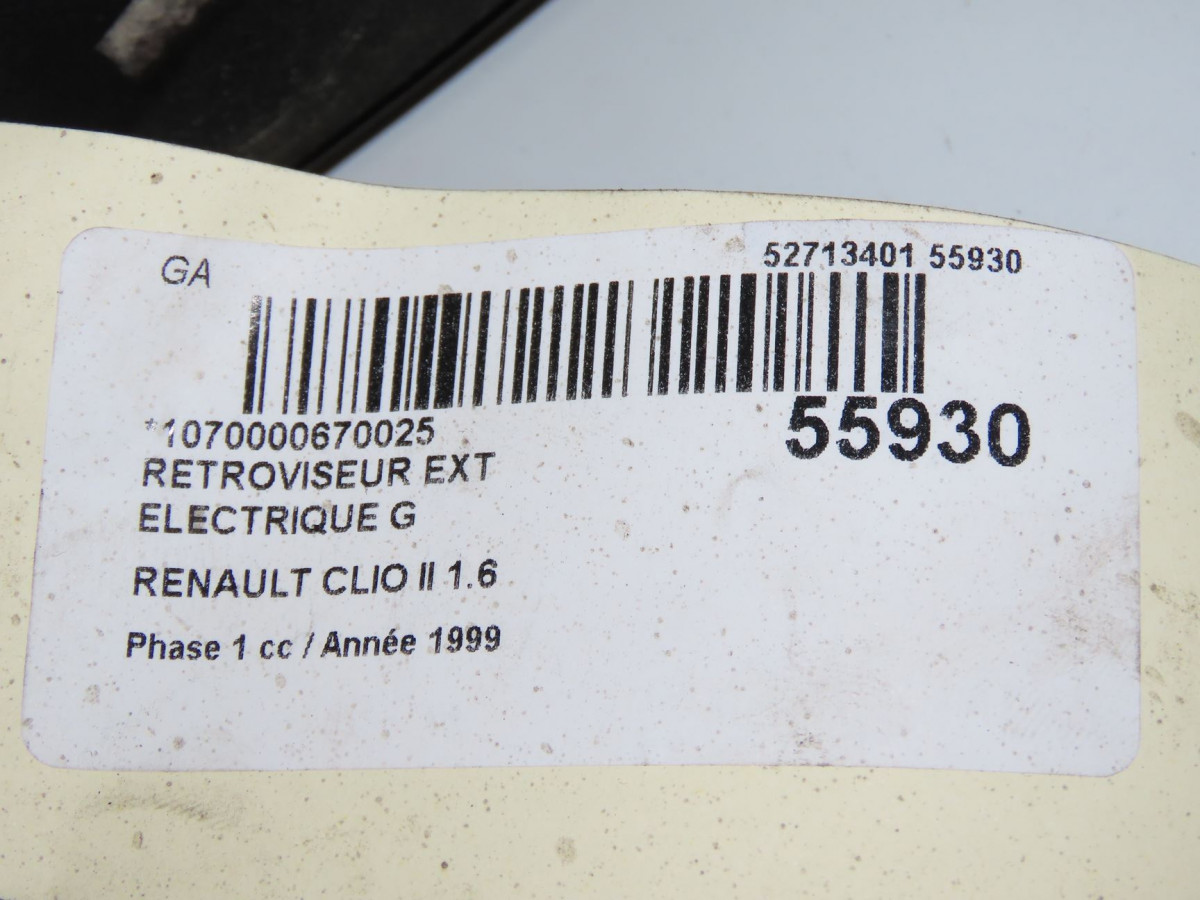 GA
52713401 55930
*1070000670025
55930
RETROVISEUR EXT
ELECTRIQUE G
RENAULT CLIO II 1.6
Phase 1 cc / Année 1999